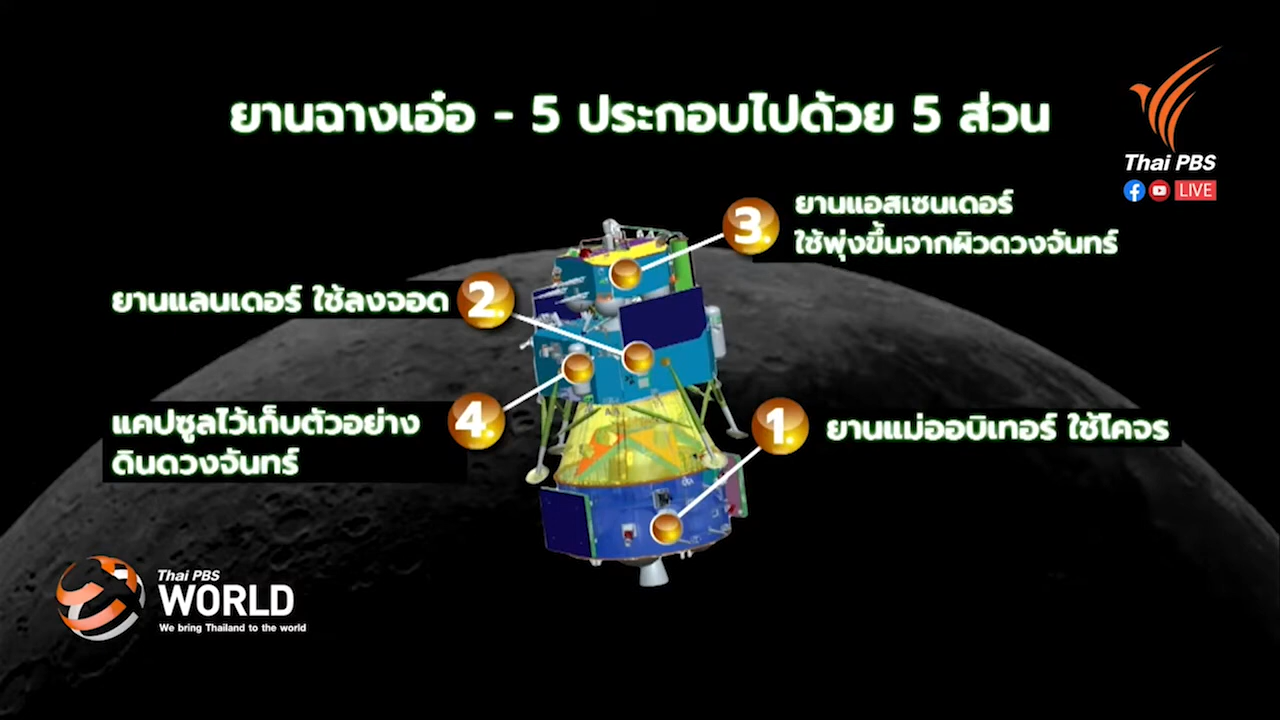 ยานฉางเอ๋อ - 5 ประกอบไปด้วย 5 ส่วน
Thai PBS
LIVE
3.
ยานแอสเซนเดอร์
ใช้พุ่งขึ้นจากผิวดวงจันทร์
ยานแลนเดอร์ ใช้ลงจอด
2.
แคปซูลไว้เก็บตัวอย่าง
ดินดวงจันทร์
4.
1.
ยานแม่ออบิเทอร์ ใช้โคจร
Thai PBS
WORLD
We bring Thailand to the world